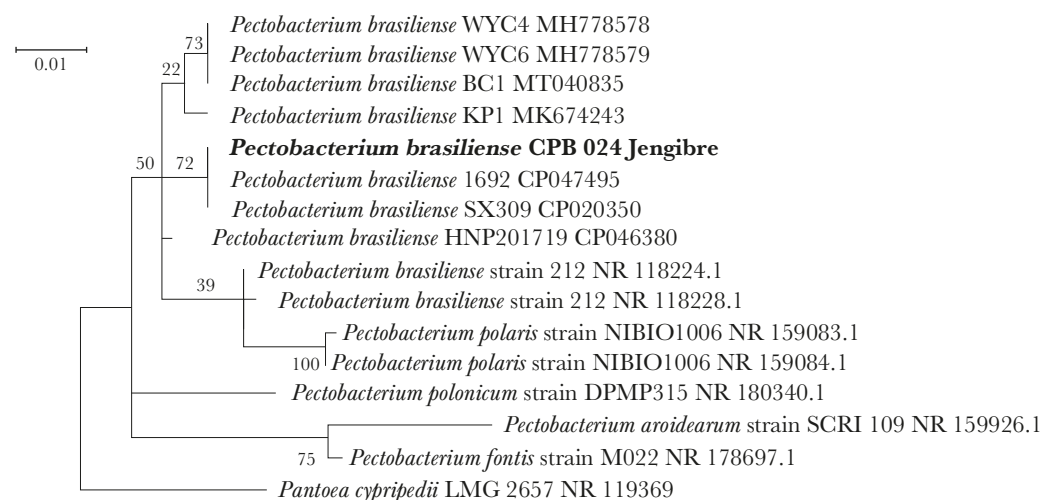 Pectobacterium brasiliense WYC4 MH778578
73
Pectobacterium brasiliense WYC6 MH778579
0.01
22
Pectobacterium brasiliense BC1 MT040835
Pectobacterium brasiliense KP1 MK674243
Pectobacterium brasiliense CPB 024 Jengibre
50
72
Pectobacterium brasiliense 1692 CP047495
Pectobacterium brasiliense SX309 CP020350
Pectobacterium brasiliense HNP201719 CP046380
Pectobacterium brasiliense strain 212 NR 118224.1
39
Pectobacterium brasiliense strain 212 NR 118228.1
Pectobacterium polaris strain NIBIO1006 NR 159083.1
100
Pectobacterium polaris strain NIBIO1006 NR 159084.1
Pectobacterium polonicum strain DPMP315 NR 180340.1
Pectobacterium aroidearum strain SCRI 109 NR 159926.1
75
Pectobacterium fontis strain M022 NR 178697.1
Pantoea cypripedii LMG 2657 NR 119369